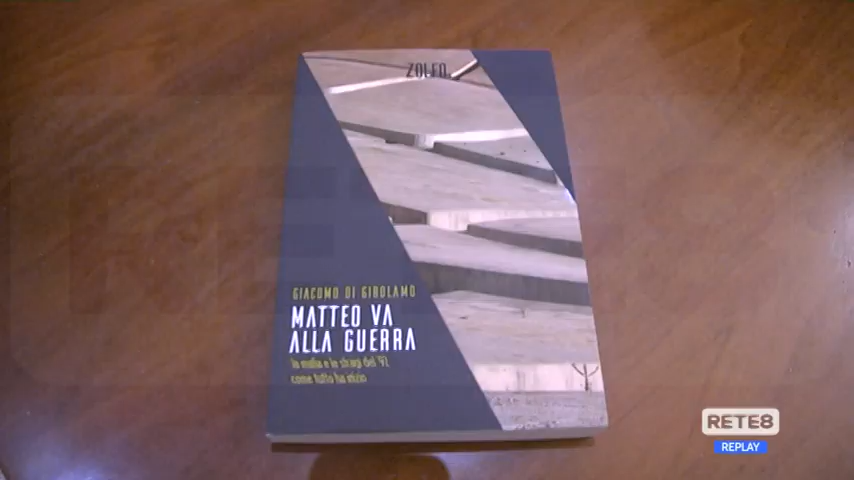 ZOLFO
GIACOMO DI GIROLAMO
MATTEO VA
ALLA GUERRA
la mafia e le stragi del '92
come tutto ha inizio
RETE8
REPLAY